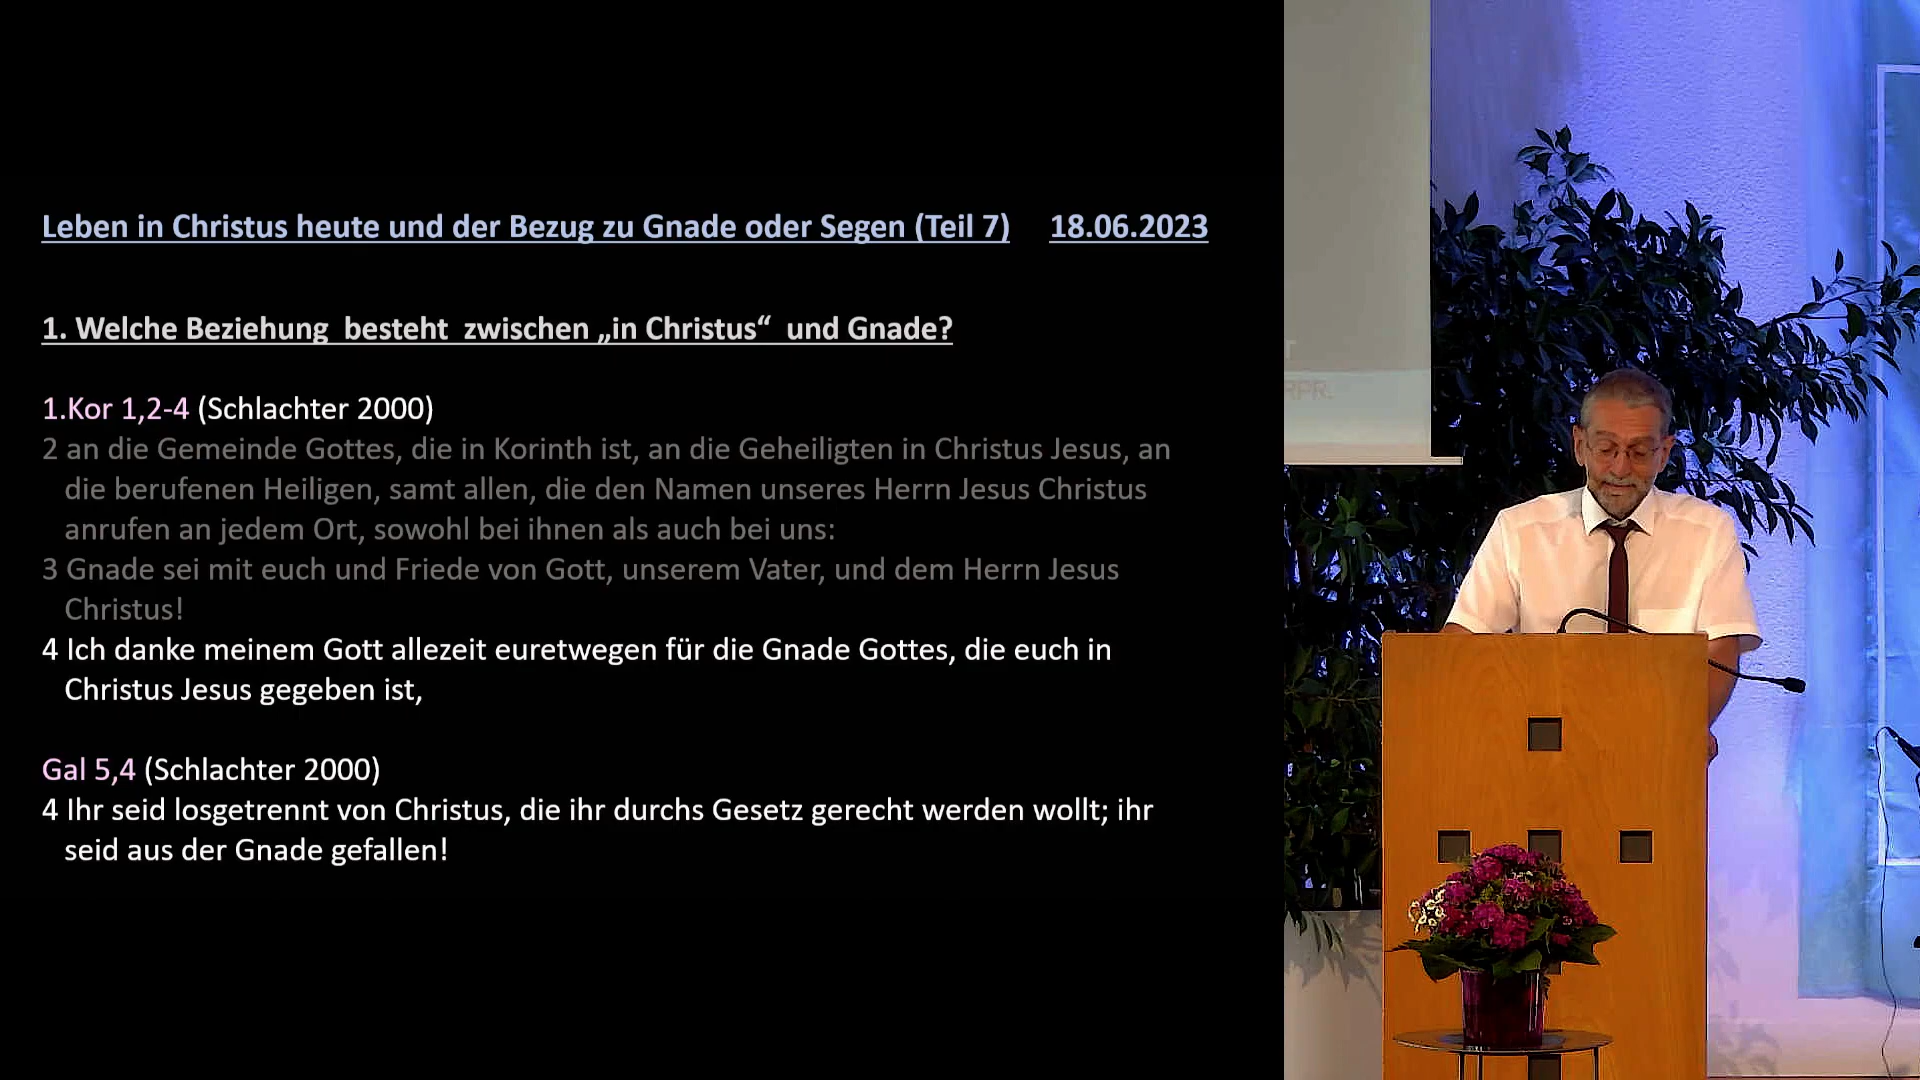 Leben in Christus heute und der Bezug zu Gnade oder Segen (Teil 7) 18.06.2023
1. Welche Beziehung besteht zwischen „in Christus“ und Gnade?
1.Kor 1,2-4 (Schlachter 2000)
2 an die Gemeinde Gottes, die in Korinth ist, an die Geheiligten in Christus Jesus, an
die berufenen Heiligen, samt allen, die den Namen unseres Herrn Jesus Christus
anrufen an jedem Ort, sowohl bei ihnen als auch bei uns:
3 Gnade sei mit euch und Friede von Gott, unserem Vater, und dem Herrn Jesus
Christus!
4 Ich danke meinem Gott allezeit euretwegen für die Gnade Gottes, die euch in
Christus Jesus gegeben ist,
Gal 5,4 (Schlachter 2000)
4 Ihr seid losgetrennt von Christus, die ihr durchs Gesetz gerecht werden wollt; ihr
seid aus der Gnade gefallen!